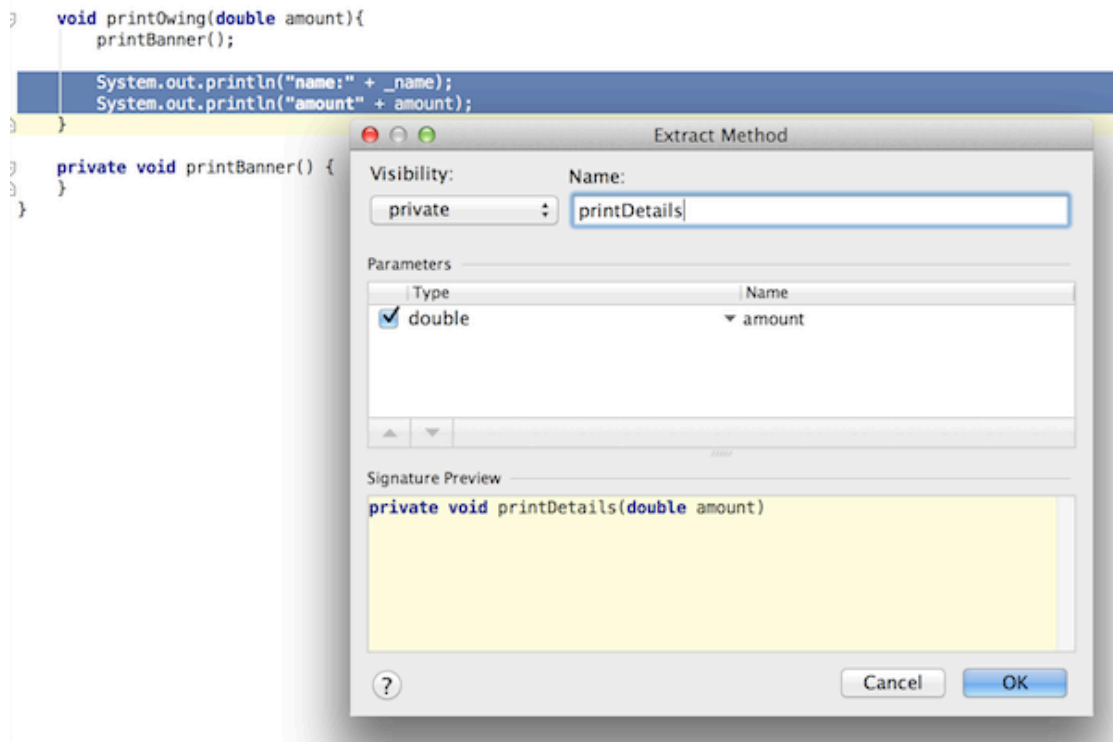 void printOwing(double amount){
printBanner();
System.out.println("name:" + _name);
System.out.println("amount" + amount);
}
private void printBanner() {
}
}
Extract Method
Visibility: Name:
private printDetails
Parameters
Type Name
double amount
Signature Preview
private void printDetails(double amount)
? Cancel OK